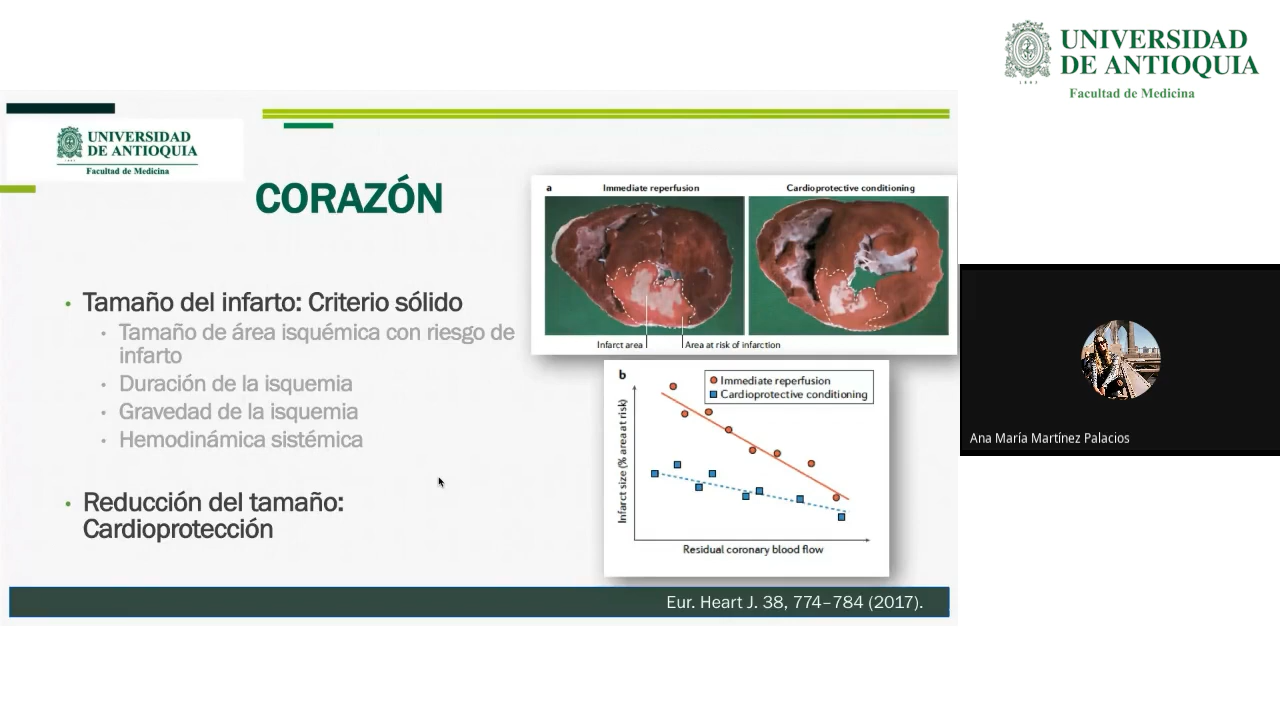 UNIVERSIDAD
DE ANTIOQUIA
Facultad de Medicina
UNIVERSIDAD
DE ANTIOQUIA
Facultad de Medicina
CORAZÓN
• Tamaño del infarto: Criterio sólido
• Tamaño de área isquémica con riesgo de
infarto
• Duración de la isquemia
• Gravedad de la isquemia
• Hemodinámica sistémica
• Reducción del tamaño:
Cardioprotección
a
Immediate reperfusion
Cardioprotective conditioning
Infarct area
Area at risk of infarction
b
Immediate reperfusion
Cardioprotective conditioning
Infarct size (% area at risk)
Residual coronary blood flow
Eur. Heart J. 38, 774–784 (2017).
Ana María Martínez Palacios